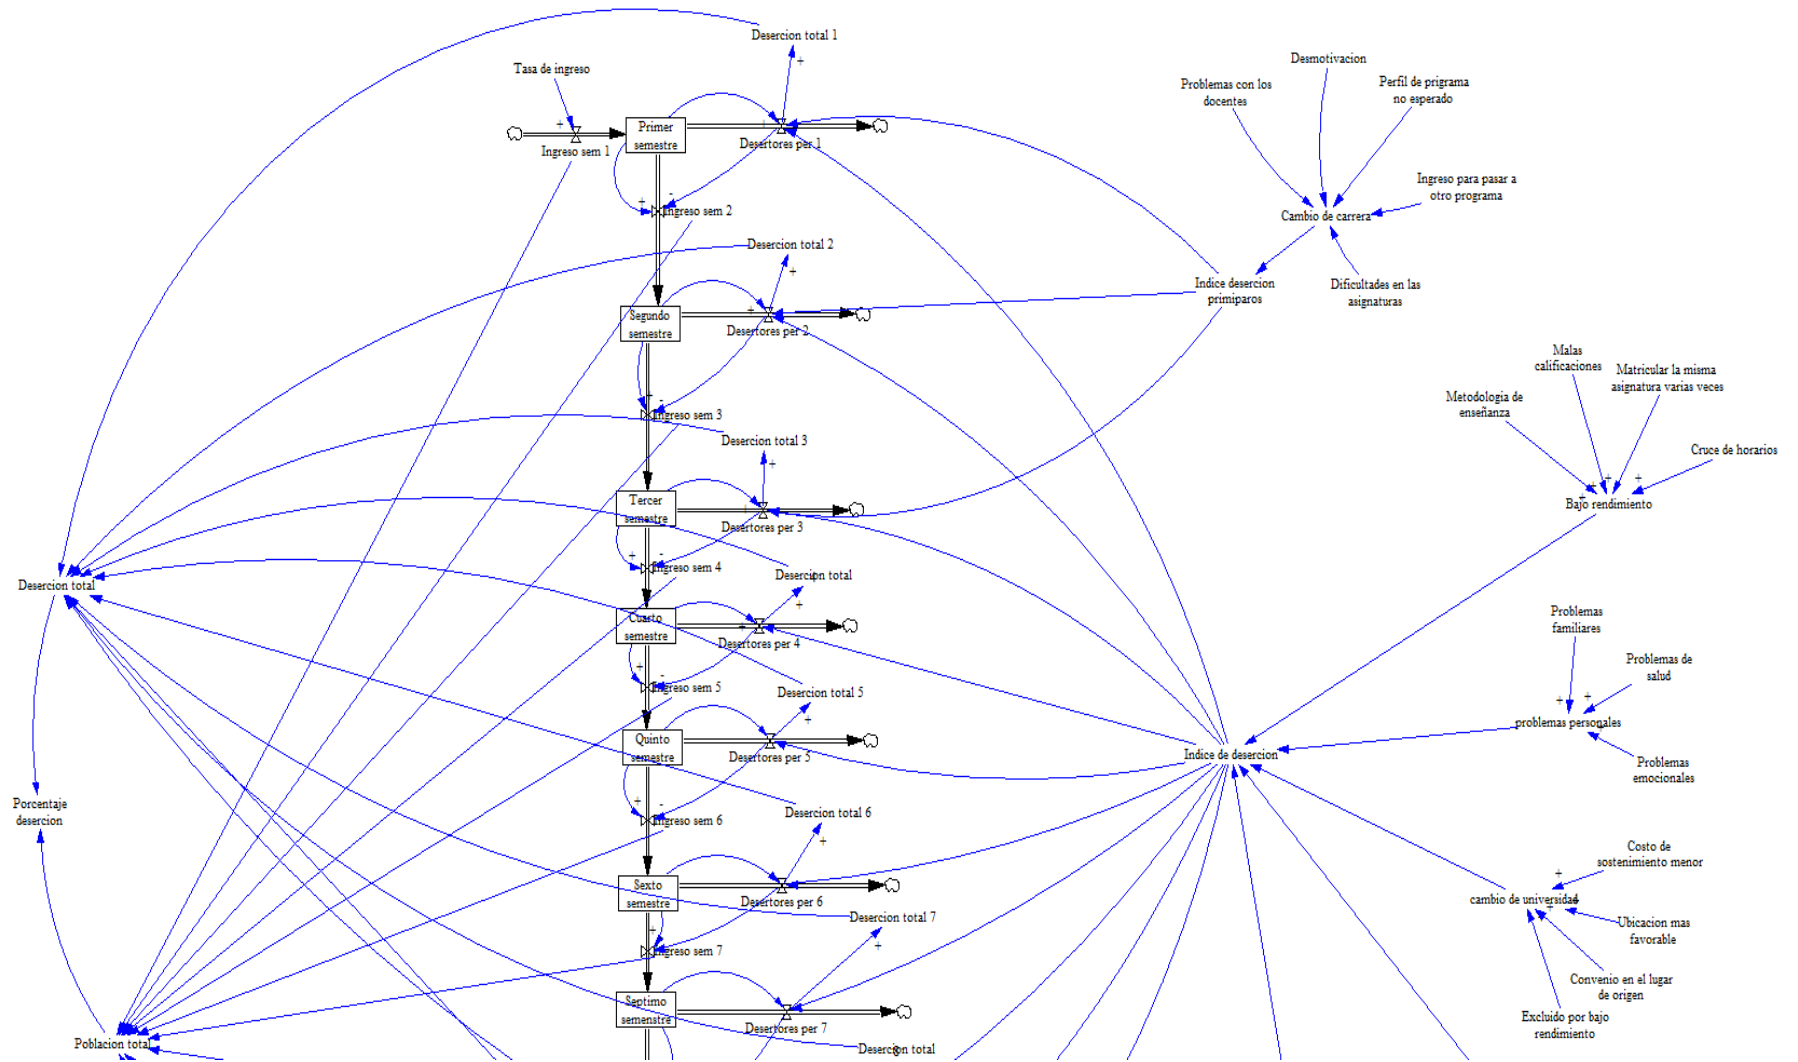 Desercion total 1
Tasa de ingreso
Desmotivacion
Problemas con los
docentes
Perfil de prigrama
no esperado
Primer
semestre
Ingreso sem 1
Desertores per 1
Ingreso para pasar a
otro programa
Cambio de carrera
Ingreso sem 2
Desercion total 2
Indice desercion
primiparos
Dificultades en las
asignaturas
Segundo
semestre
Desertores per 2
Malas
calificaciones
Matricular la misma
asignatura varias veces
Metodologia de
enseñanza
Ingreso sem 3
Desercion total 3
Cruce de horarios
Tercer
semestre
Bajo rendimiento
Desertores per 3
Ingreso sem 4
Desercion total
Desercion total
Cuarto
semestre
Desertores per 4
Problemas
familiares
Problemas de
salud
Ingreso sem 5
Desercion total 5
problemas personales
Quinto
semestre
Desertores per 5
Indice de desercion
Problemas
emocionales
Porcentaje
desercion
Ingreso sem 6
Desercion total 6
Costo de
sostenimiento menor
Sexto
semestre
Desertores per 6
cambio de universidad
Desercion total 7
Ubicacion mas
favorable
Ingreso sem 7
Convenio en el lugar
de origen
Septimo
semenstre
Desertores per 7
Excluido por bajo
rendimiento
Poblacion total
Desercion total